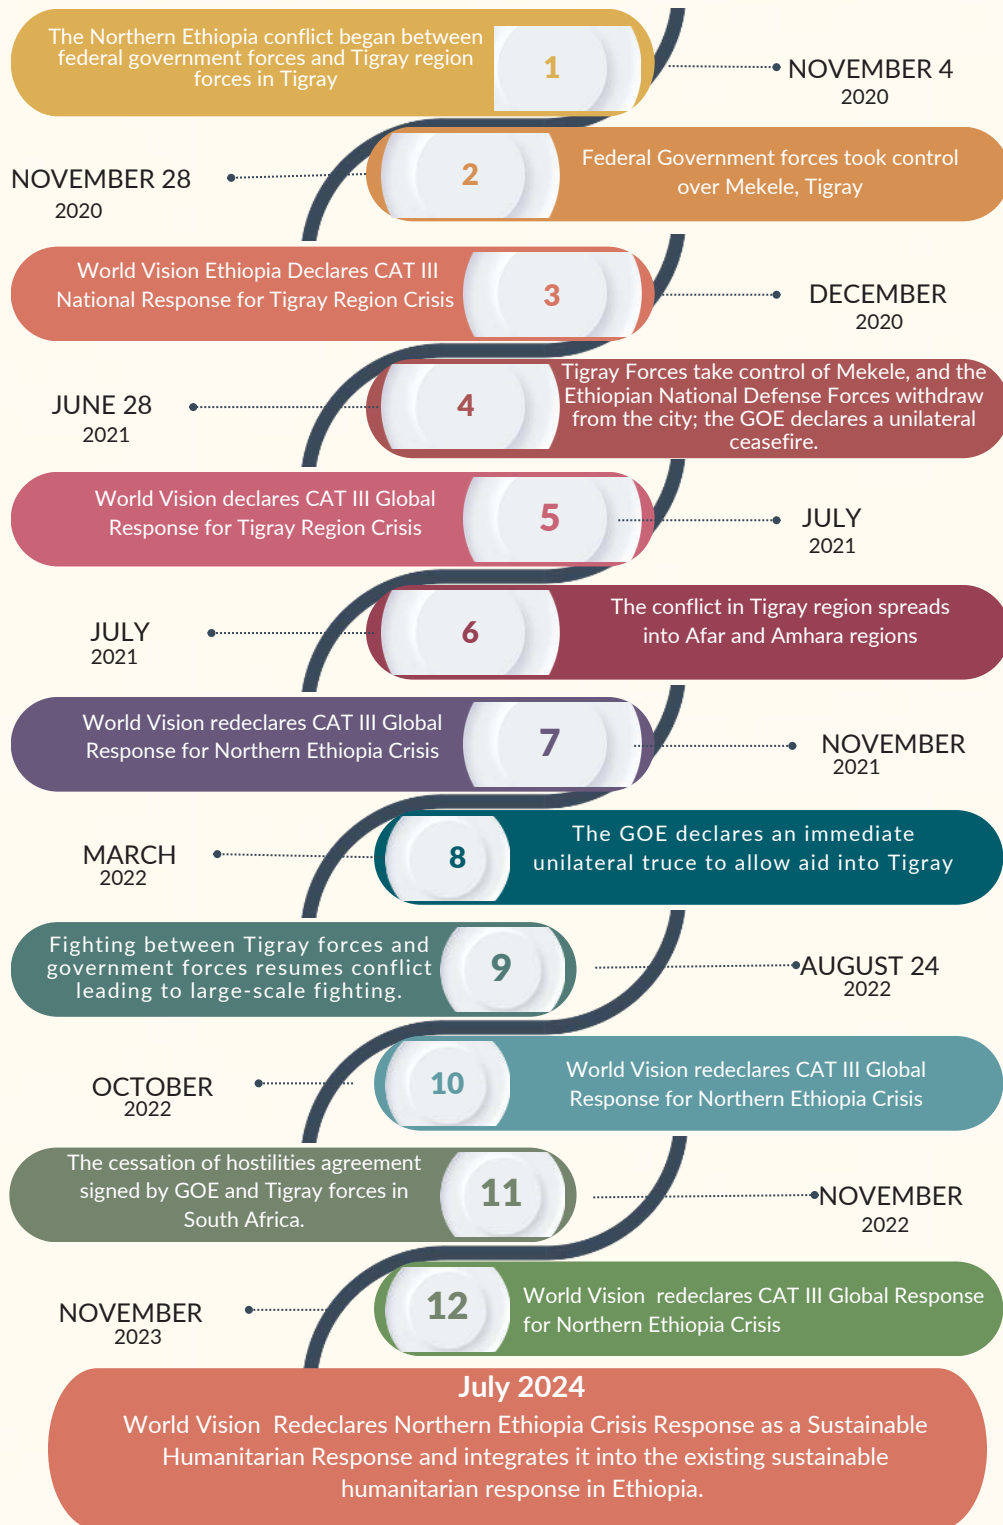 The Northern Ethiopia conflict began between
federal government forces and Tigray region
forces in Tigray
1
NOVEMBER 4
2020
NOVEMBER 28
2020
2
Federal Government forces took control
over Mekele, Tigray
World Vision Ethiopia Declares CAT III
National Response for Tigray Region Crisis
3
DECEMBER
2020
JUNE 28
2021
4
Tigray Forces take control of Mekele, and the
Ethiopian National Defense Forces withdraw
from the city; the GOE declares a unilateral
ceasefire.
World Vision declares CAT III Global
Response for Tigray Region Crisis
5
JULY
2021
JULY
2021
6
The conflict in Tigray region spreads
into Afar and Amhara regions
World Vision redeclares CAT III Global
Response for Northern Ethiopia Crisis
7
NOVEMBER
2021
MARCH
2022
8
The GOE declares an immediate
unilateral truce to allow aid into Tigray
Fighting between Tigray forces and
government forces resumes conflict
leading to large-scale fighting.
9
AUGUST 24
2022
OCTOBER
2022
10
World Vision redeclares CAT III Global
Response for Northern Ethiopia Crisis
The cessation of hostilities agreement
signed by GOE and Tigray forces in
South Africa.
11
NOVEMBER
2022
NOVEMBER
2023
12
World Vision redeclares CAT III Global Response
for Northern Ethiopia Crisis
July 2024
World Vision Redeclares Northern Ethiopia Crisis Response as a Sustainable
Humanitarian Response and integrates it into the existing sustainable
humanitarian response in Ethiopia.